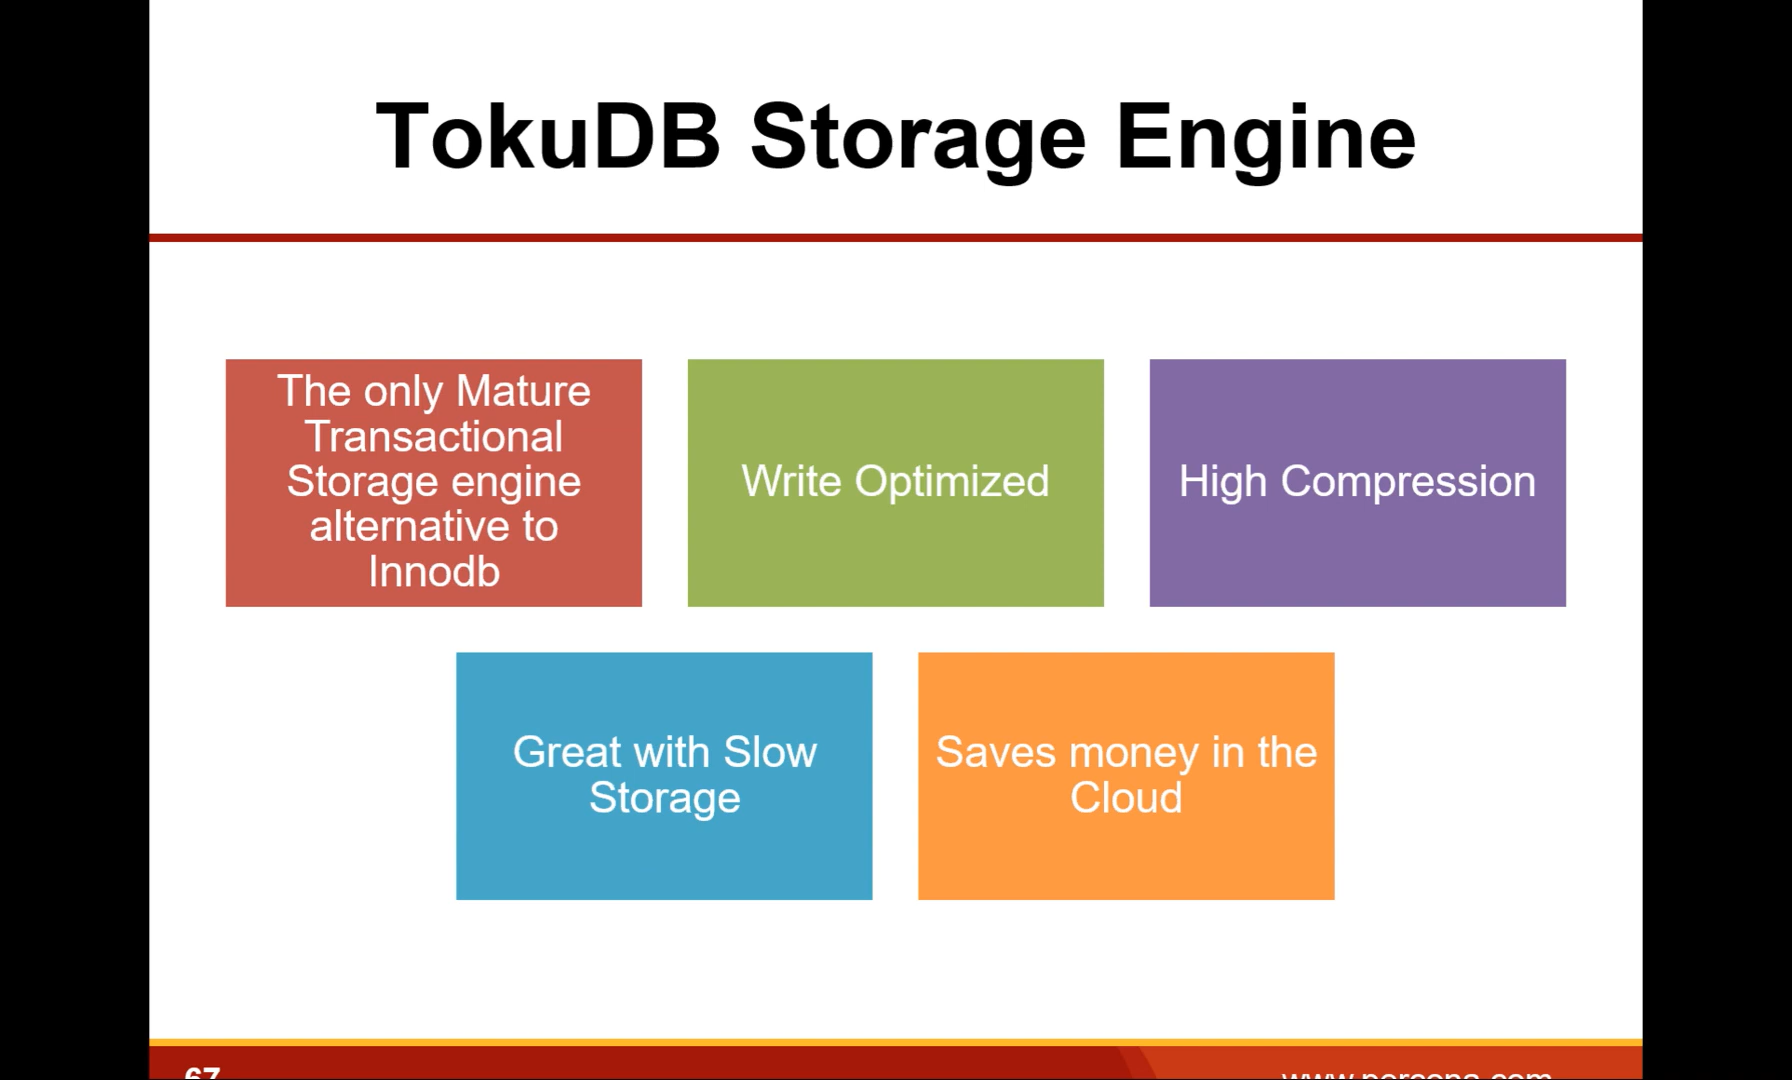 TokuDB Storage Engine
The only Mature
Transactional
Storage engine
alternative to
Innodb
Write Optimized
High Compression
Great with Slow
Storage
Saves money in the
Cloud
67
www.percona.com